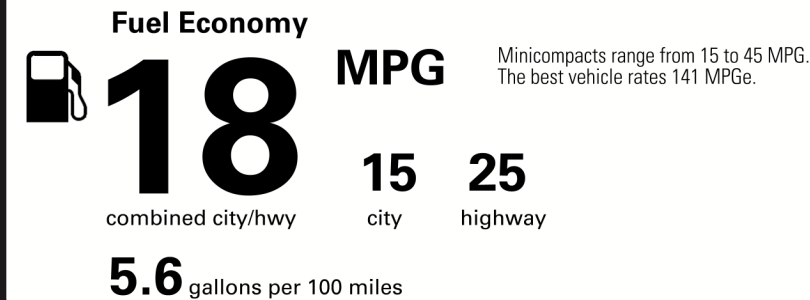 Fuel Economy
18 MPG
Minicompacts range from 15 to 45 MPG.
The best vehicle rates 141 MPGe.
15 25
combined city/hwy city highway
5.6 gallons per 100 miles